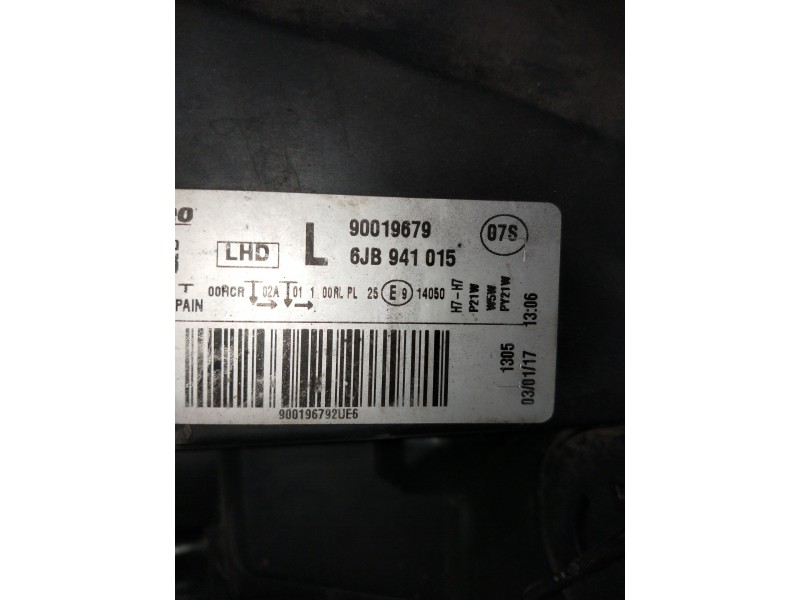 90019679
07S
LHD
L
6JB 941 015
00RCR 02A 01 1 00RL PL 25 E 9 14050
PAIN
H7-H7
P21W
W5W
PY21W
13:06
1305
03/01/17
900196792UE6